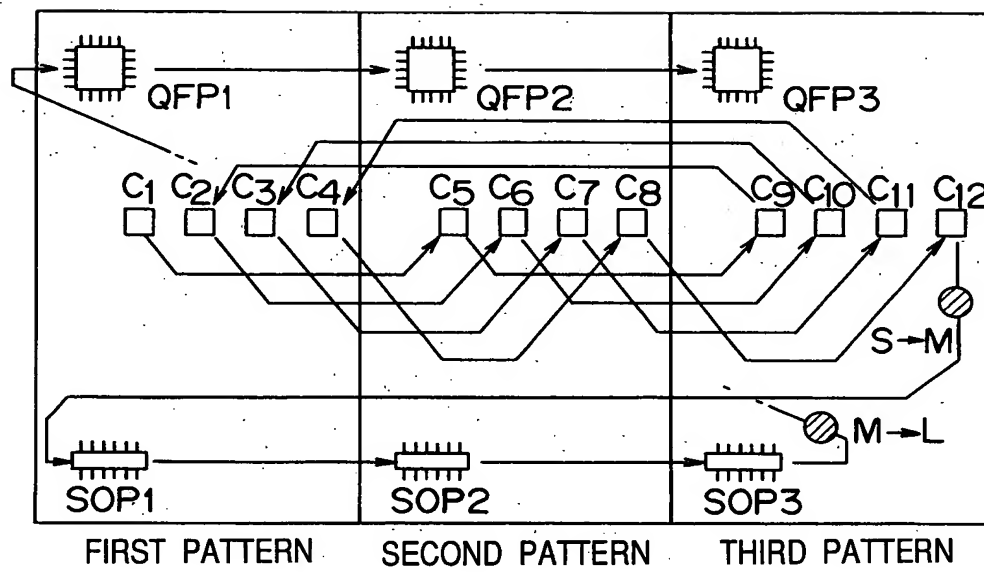 QFP1 QFP2 QFP3
C1 C2 C3 C4 C5 C6 C7 C8 C9 C10 C11 C12
S→M
M→L
SOP1 SOP2 SOP3
FIRST PATTERN SECOND PATTERN THIRD PATTERN